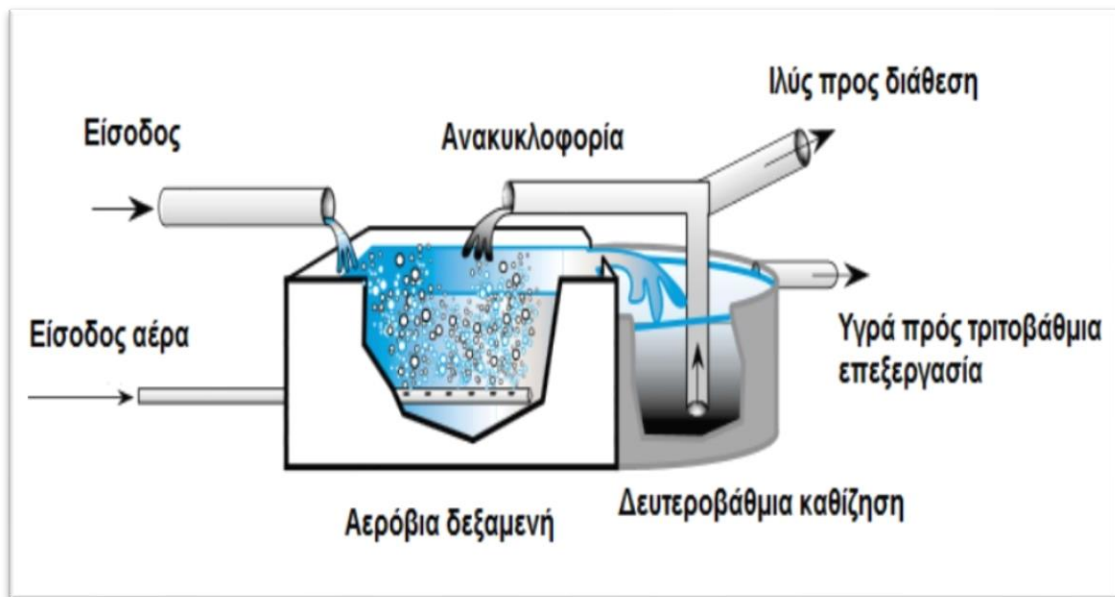 Ιλύς προς διάθεση
Είσοδος
Ανακυκλοφορία
Είσοδος αέρα
Υγρά πρός τριτοβάθμια
επεξεργασία
Αερόβια δεξαμενή
Δευτεροβάθμια καθίζηση